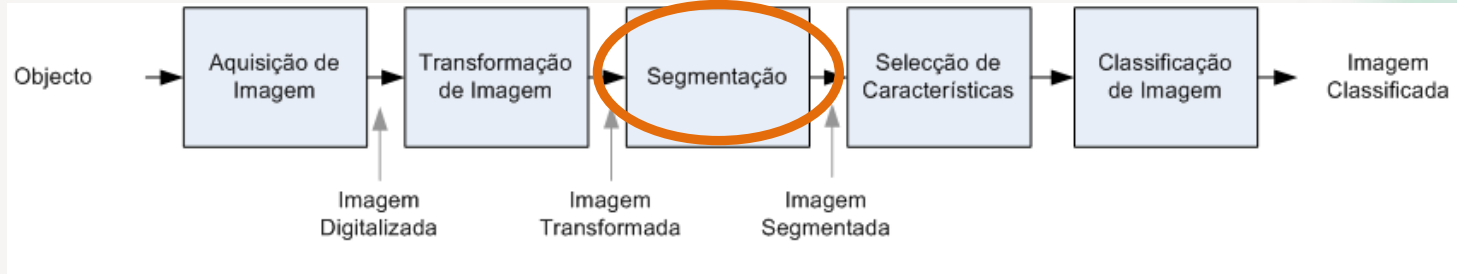 Objecto
Aquisição de
Imagem
Transformação
de Imagem
Segmentação
Selecção de
Características
Classificação
de Imagem
Imagem
Classificada
Imagem
Digitalizada
Imagem
Transformada
Imagem
Segmentada